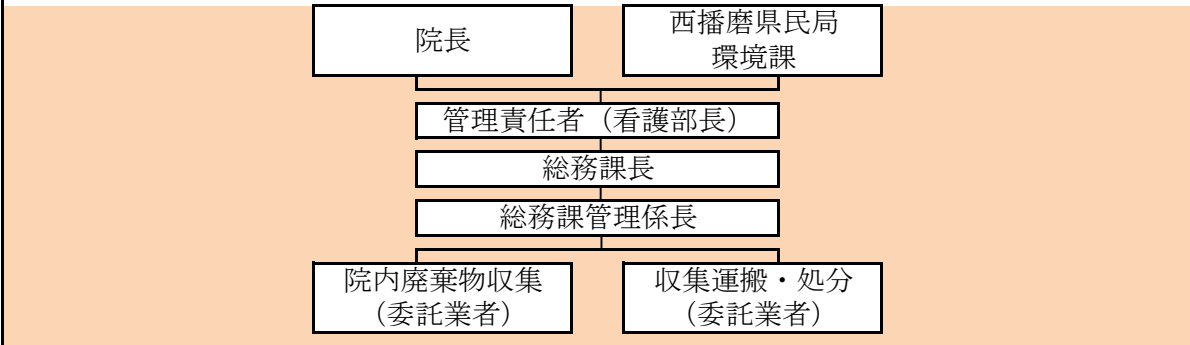 院長
西播磨県民局
環境課
管理責任者（看護部長）
総務課長
総務課管理係長
院内廃棄物収集
（委託業者）
収集運搬・処分
（委託業者）